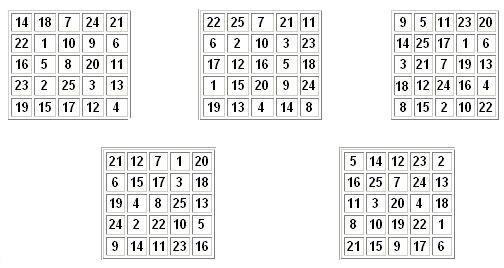 14 18 7 24 21
22 1 10 9 6
16 5 8 20 11
23 2 25 3 13
19 15 17 12 4
22 25 7 21 11
6 2 10 3 23
17 12 16 5 18
1 15 20 9 24
19 13 4 14 8
9 5 11 23 20
14 25 17 1 6
3 21 7 19 13
18 12 24 16 4
8 15 2 10 22
21 12 7 1 20
6 15 17 3 18
19 4 8 25 13
24 2 22 10 5
9 14 11 23 16
5 14 12 23 2
16 25 7 24 13
11 3 20 4 18
8 10 19 22 1
21 15 9 17 6